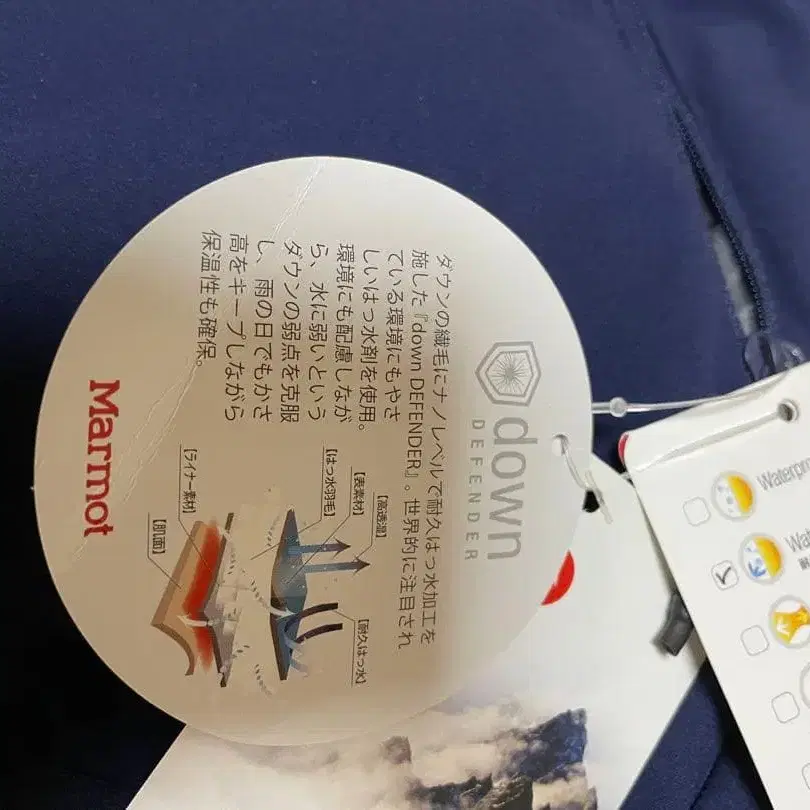 down
DEFENDER
ダウンの繊毛にナノレベルで耐久はっ水加工を
施した『down DEFENDER』。世界的に注目され
ている環境にもやさ
しいはっ水剤を使用。
環境にも配慮しなが
ら、水に弱いという
ダウンの弱点を克服
し、雨の日でもかさ
高をキープしながら
保温性も確保。
【高透湿】
【表素材】
【はっ水羽毛】
【耐久はっ水】
【ライナー素材】
【肌面】
Marmot